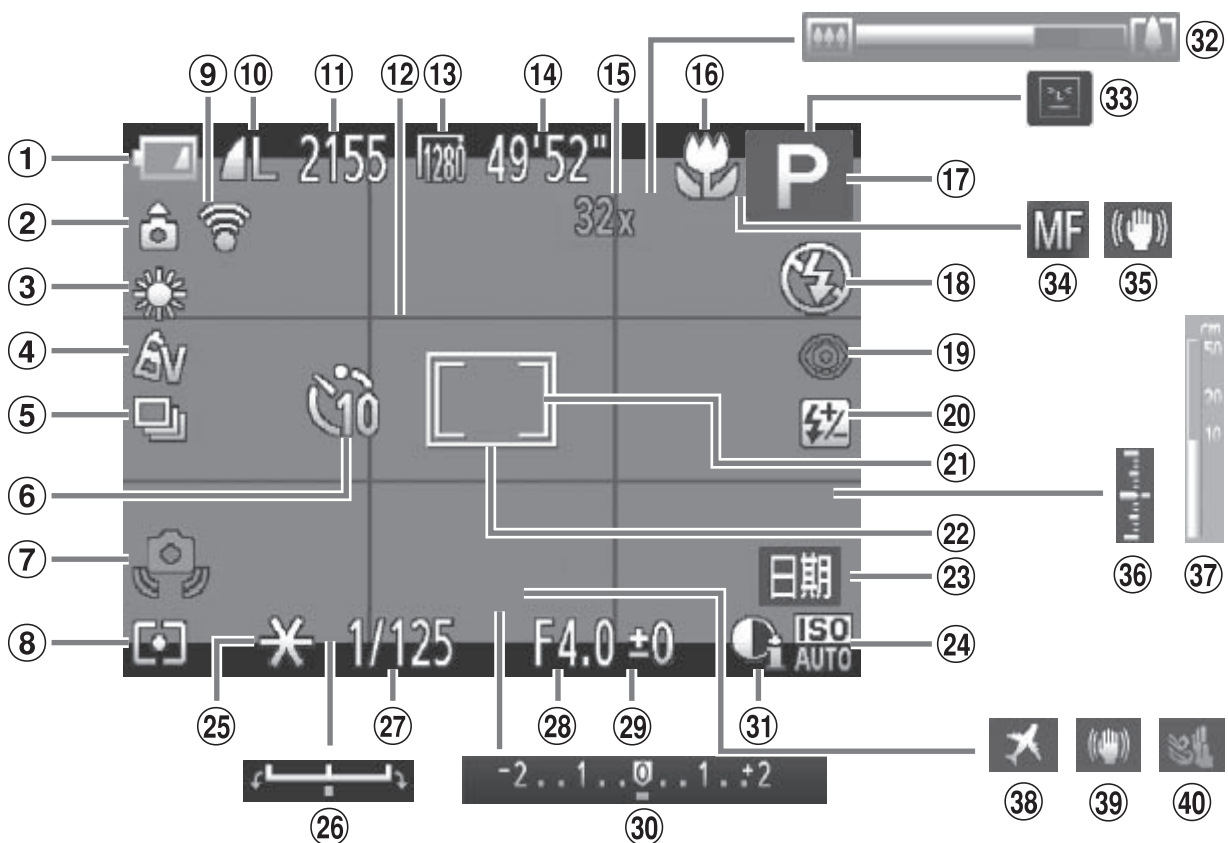 ㉜
⑨ ⑩ ⑪ ⑫ ⑬ ⑭ ⑮ ⑯
㉝
① L 2155 1280 49'52" P ⑰
② 32x
MF
㉞ ㉟
③ ⑱
④ Av ⑲
cm
50
20
10
⑤ 10 ⑳
㉑
⑥
⑦ ㉒
日期 ㉓
㊱ ㊲
⑧ 1/125 F4.0 ±0 i ISO AUTO ㉔
㉕ ㉗ ㉘ ㉙ ㉛
-2..1..0..1..+2
㉖ ㉚
㊳ ㊴ ㊵